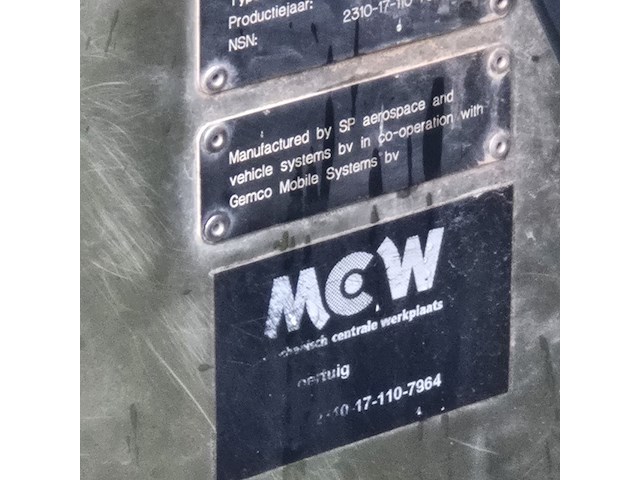 Productiejaar: 2310-17-110
NSN:
Manufactured by SP aerospace and
vehicle systems bv in co-operation with
Gemco Mobile Systems bv
MCW
centrale werkplaats
10-17-110-7964